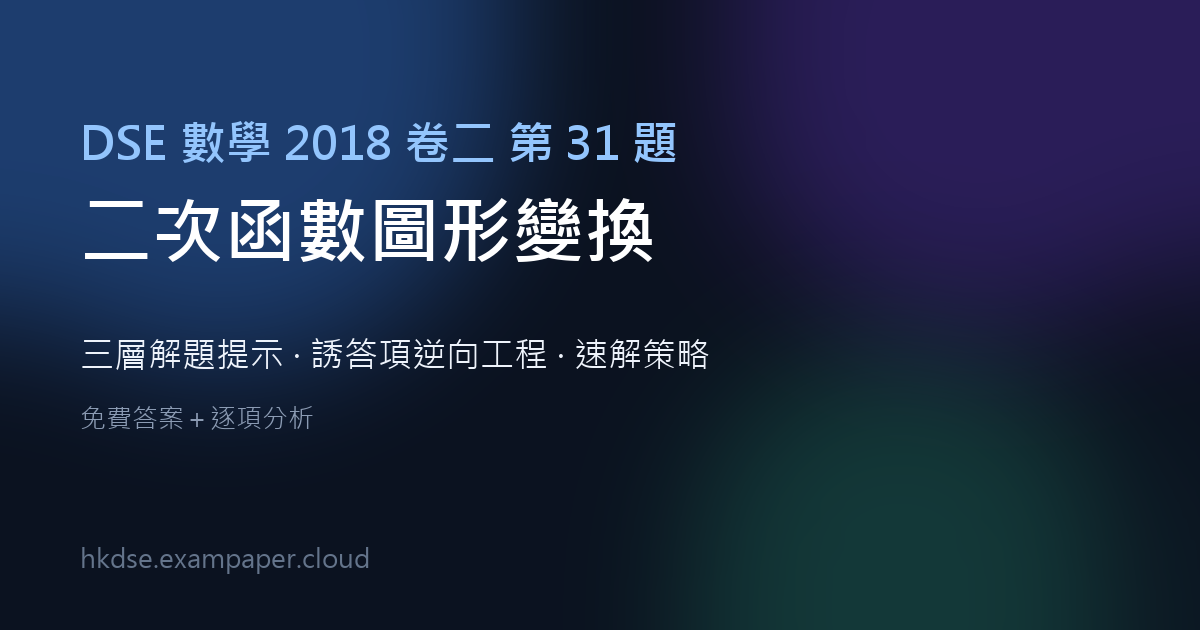 DSE 數學 2018 卷二 第 31 題
二次函數圖形變換
三層解題提示 · 誘答項逆向工程 · 速解策略
免費答案 + 逐項分析
hkdse.exampaper.cloud